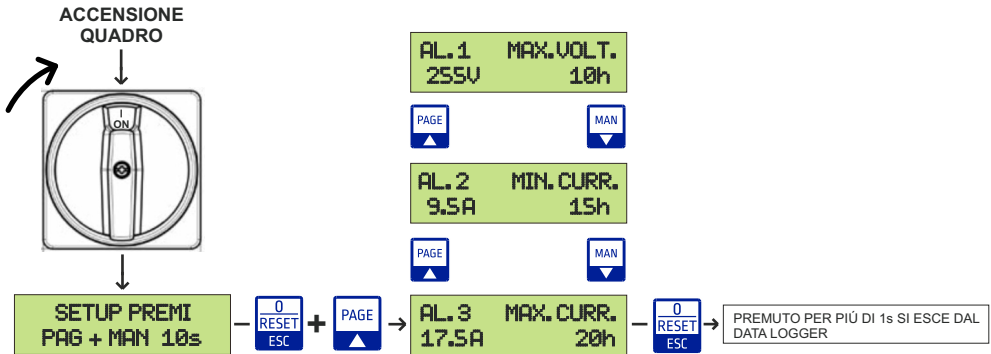 ACCENSIONE
QUADRO
I
ON
SETUP PREMI
PAG + MAN 10s
0
RESET
ESC
+
PAGE
AL.1 MAX.VOLT.
255V 10h
PAGE
MAN
AL.2 MIN.CURR.
9.5A 15h
PAGE
MAN
AL.3 MAX.CURR.
17.5A 20h
0
RESET
ESC
PREMUTO PER PIÚ DI 1s SI ESCE DAL
DATA LOGGER